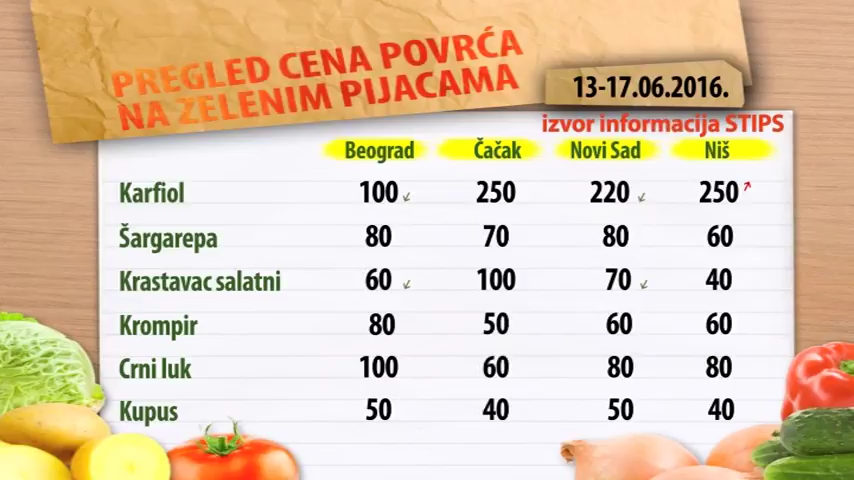 PREGLED CENA POVRĆA
NA ZELENIM PIJACAMA
13-17.06.2016.
izvor informacija STIPS
Beograd Čačak Novi Sad Niš
Karfiol 100 250 220 250
Šargarepa 80 70 80 60
Krastavac salatni 60 100 70 40
Krompir 80 50 60 60
Crni luk 100 60 80 80
Kupus 50 40 50 40